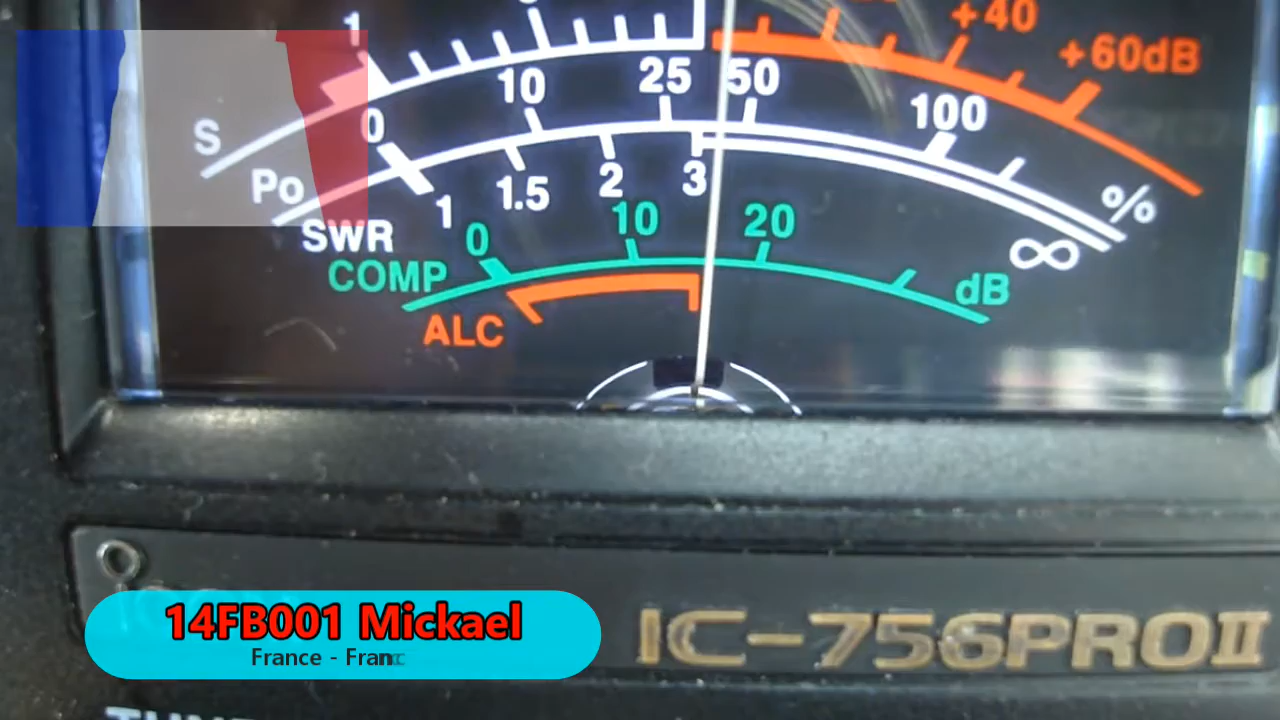 1 +40 +60dB
S 0 10 25 50 100 %
Po
SWR 1 1.5 2 3 ∞
COMP 0 10 20 dB
ALC
14FB001 Mickael
France -
IC-756PROII